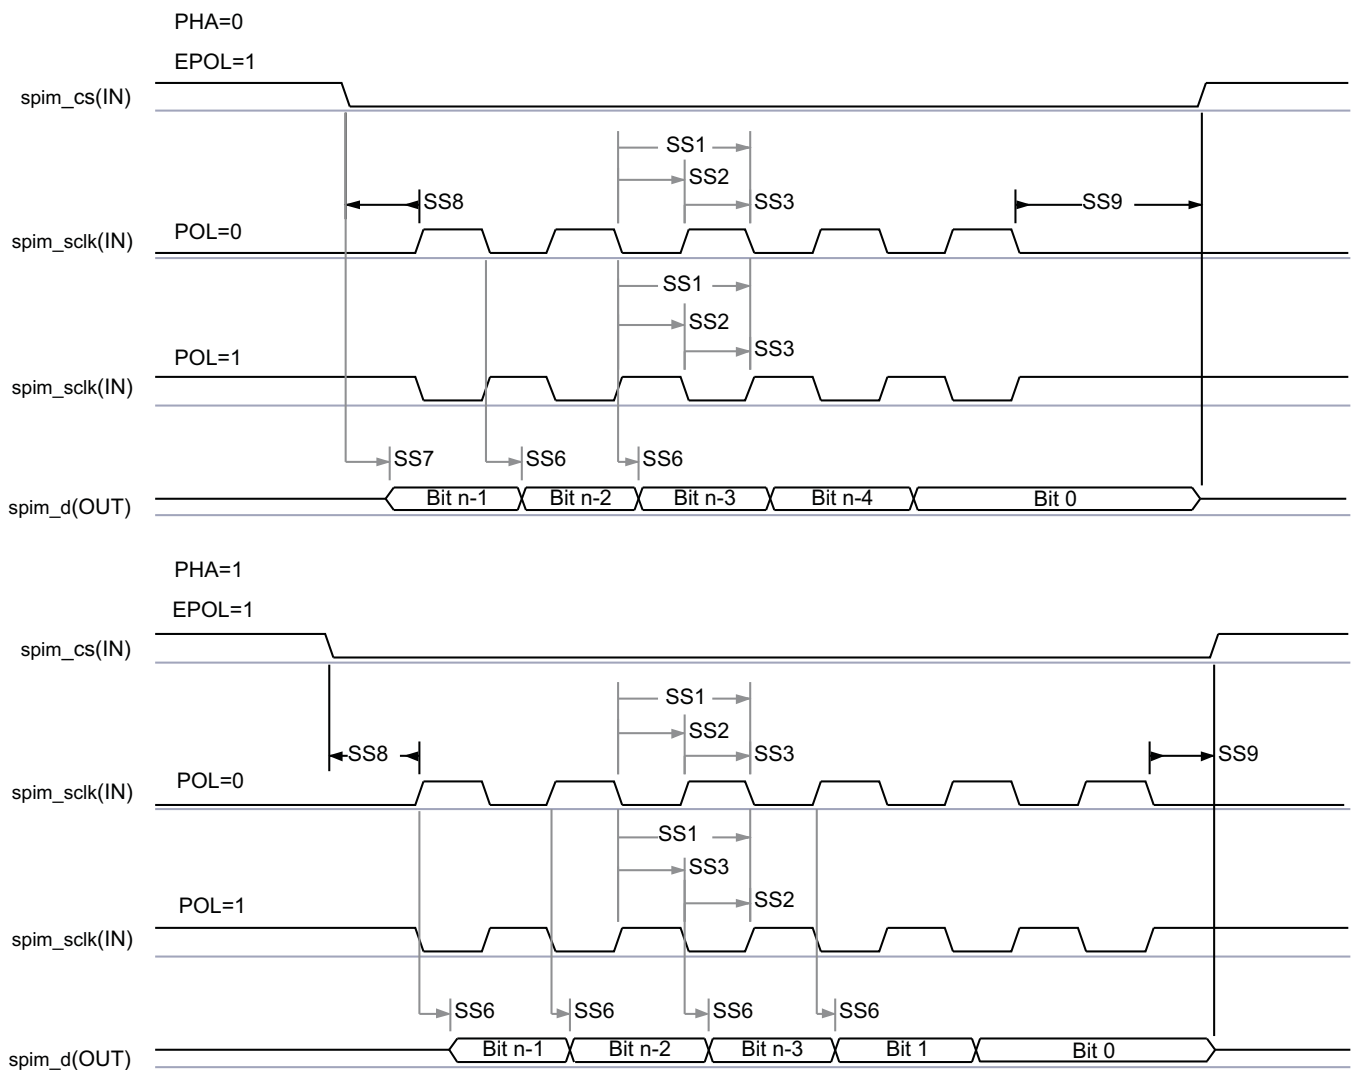 PHA=0
EPOL=1
spim_cs(IN)
SS1
SS2
SS8
SS3
SS9
POL=0
spim_sclk(IN)
SS1
SS2
SS3
POL=1
spim_sclk(IN)
SS7
SS6
SS6
spim_d(OUT)
Bit n-1
Bit n-2
Bit n-3
Bit n-4
Bit 0
PHA=1
EPOL=1
spim_cs(IN)
SS1
SS2
SS8
SS3
SS9
POL=0
spim_sclk(IN)
SS1
SS3
SS2
POL=1
spim_sclk(IN)
SS6
SS6
SS6
SS6
spim_d(OUT)
Bit n-1
Bit n-2
Bit n-3
Bit 1
Bit 0